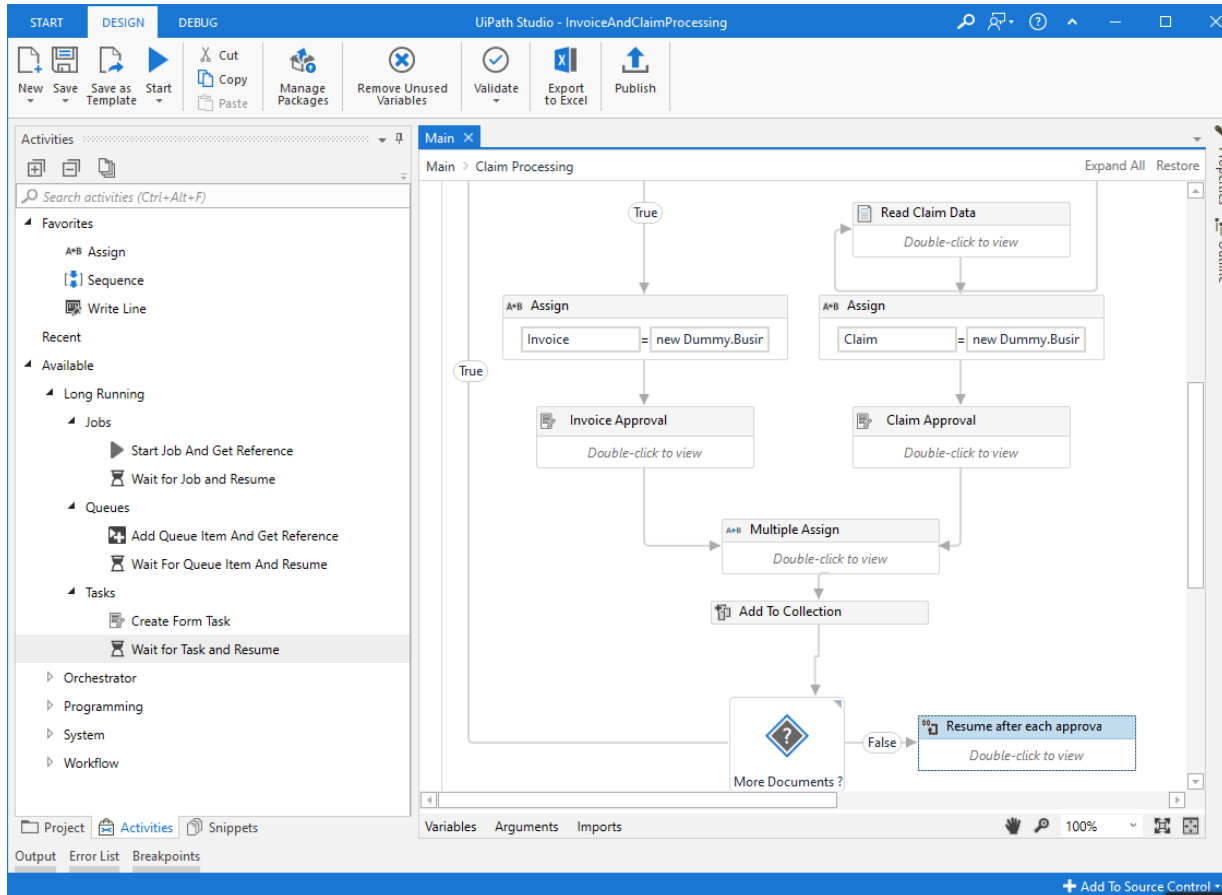 START DESIGN DEBUG UiPath Studio - InvoiceAndClaimProcessing
New Save Save as Template Start
Cut
Copy
Paste
Manage Packages
Remove Unused Variables
Validate
Export to Excel
Publish
Activities
Search activities (Ctrl+Alt+F)
Favorites
A+B Assign
Sequence
Write Line
Recent
Available
Long Running
Jobs
Start Job And Get Reference
Wait for Job and Resume
Queues
Add Queue Item And Get Reference
Wait For Queue Item And Resume
Tasks
Create Form Task
Wait for Task and Resume
Orchestrator
Programming
System
Workflow
Project Activities Snippets
Output Error List Breakpoints
Main
Main > Claim Processing Expand All Restore
True
Read Claim Data
Double-click to view
A+B Assign
Invoice = new Dummy.Busir
A+B Assign
Claim = new Dummy.Busir
True
Invoice Approval
Double-click to view
Claim Approval
Double-click to view
A+B Multiple Assign
Double-click to view
Add To Collection
More Documents ?
False
Resume after each approva
Double-click to view
Variables Arguments Imports 100%
Add To Source Control